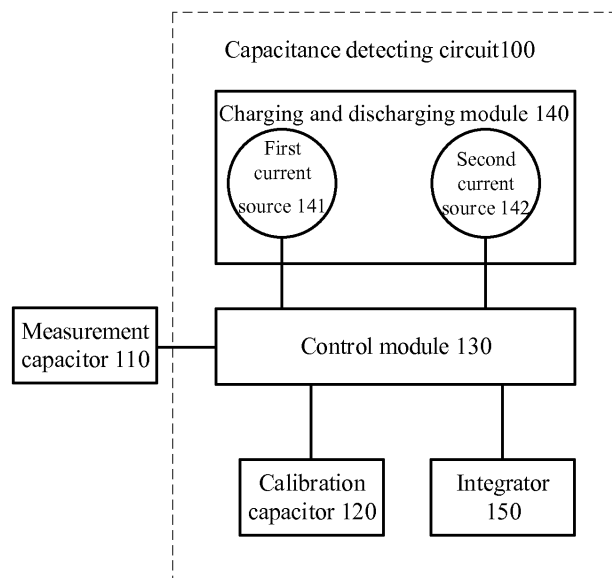 Capacitance detecting circuit100
Charging and discharging module 140
First
current
source 141
Second
current
source 142
Measurement
capacitor 110
Control module 130
Calibration
capacitor 120
Integrator
150